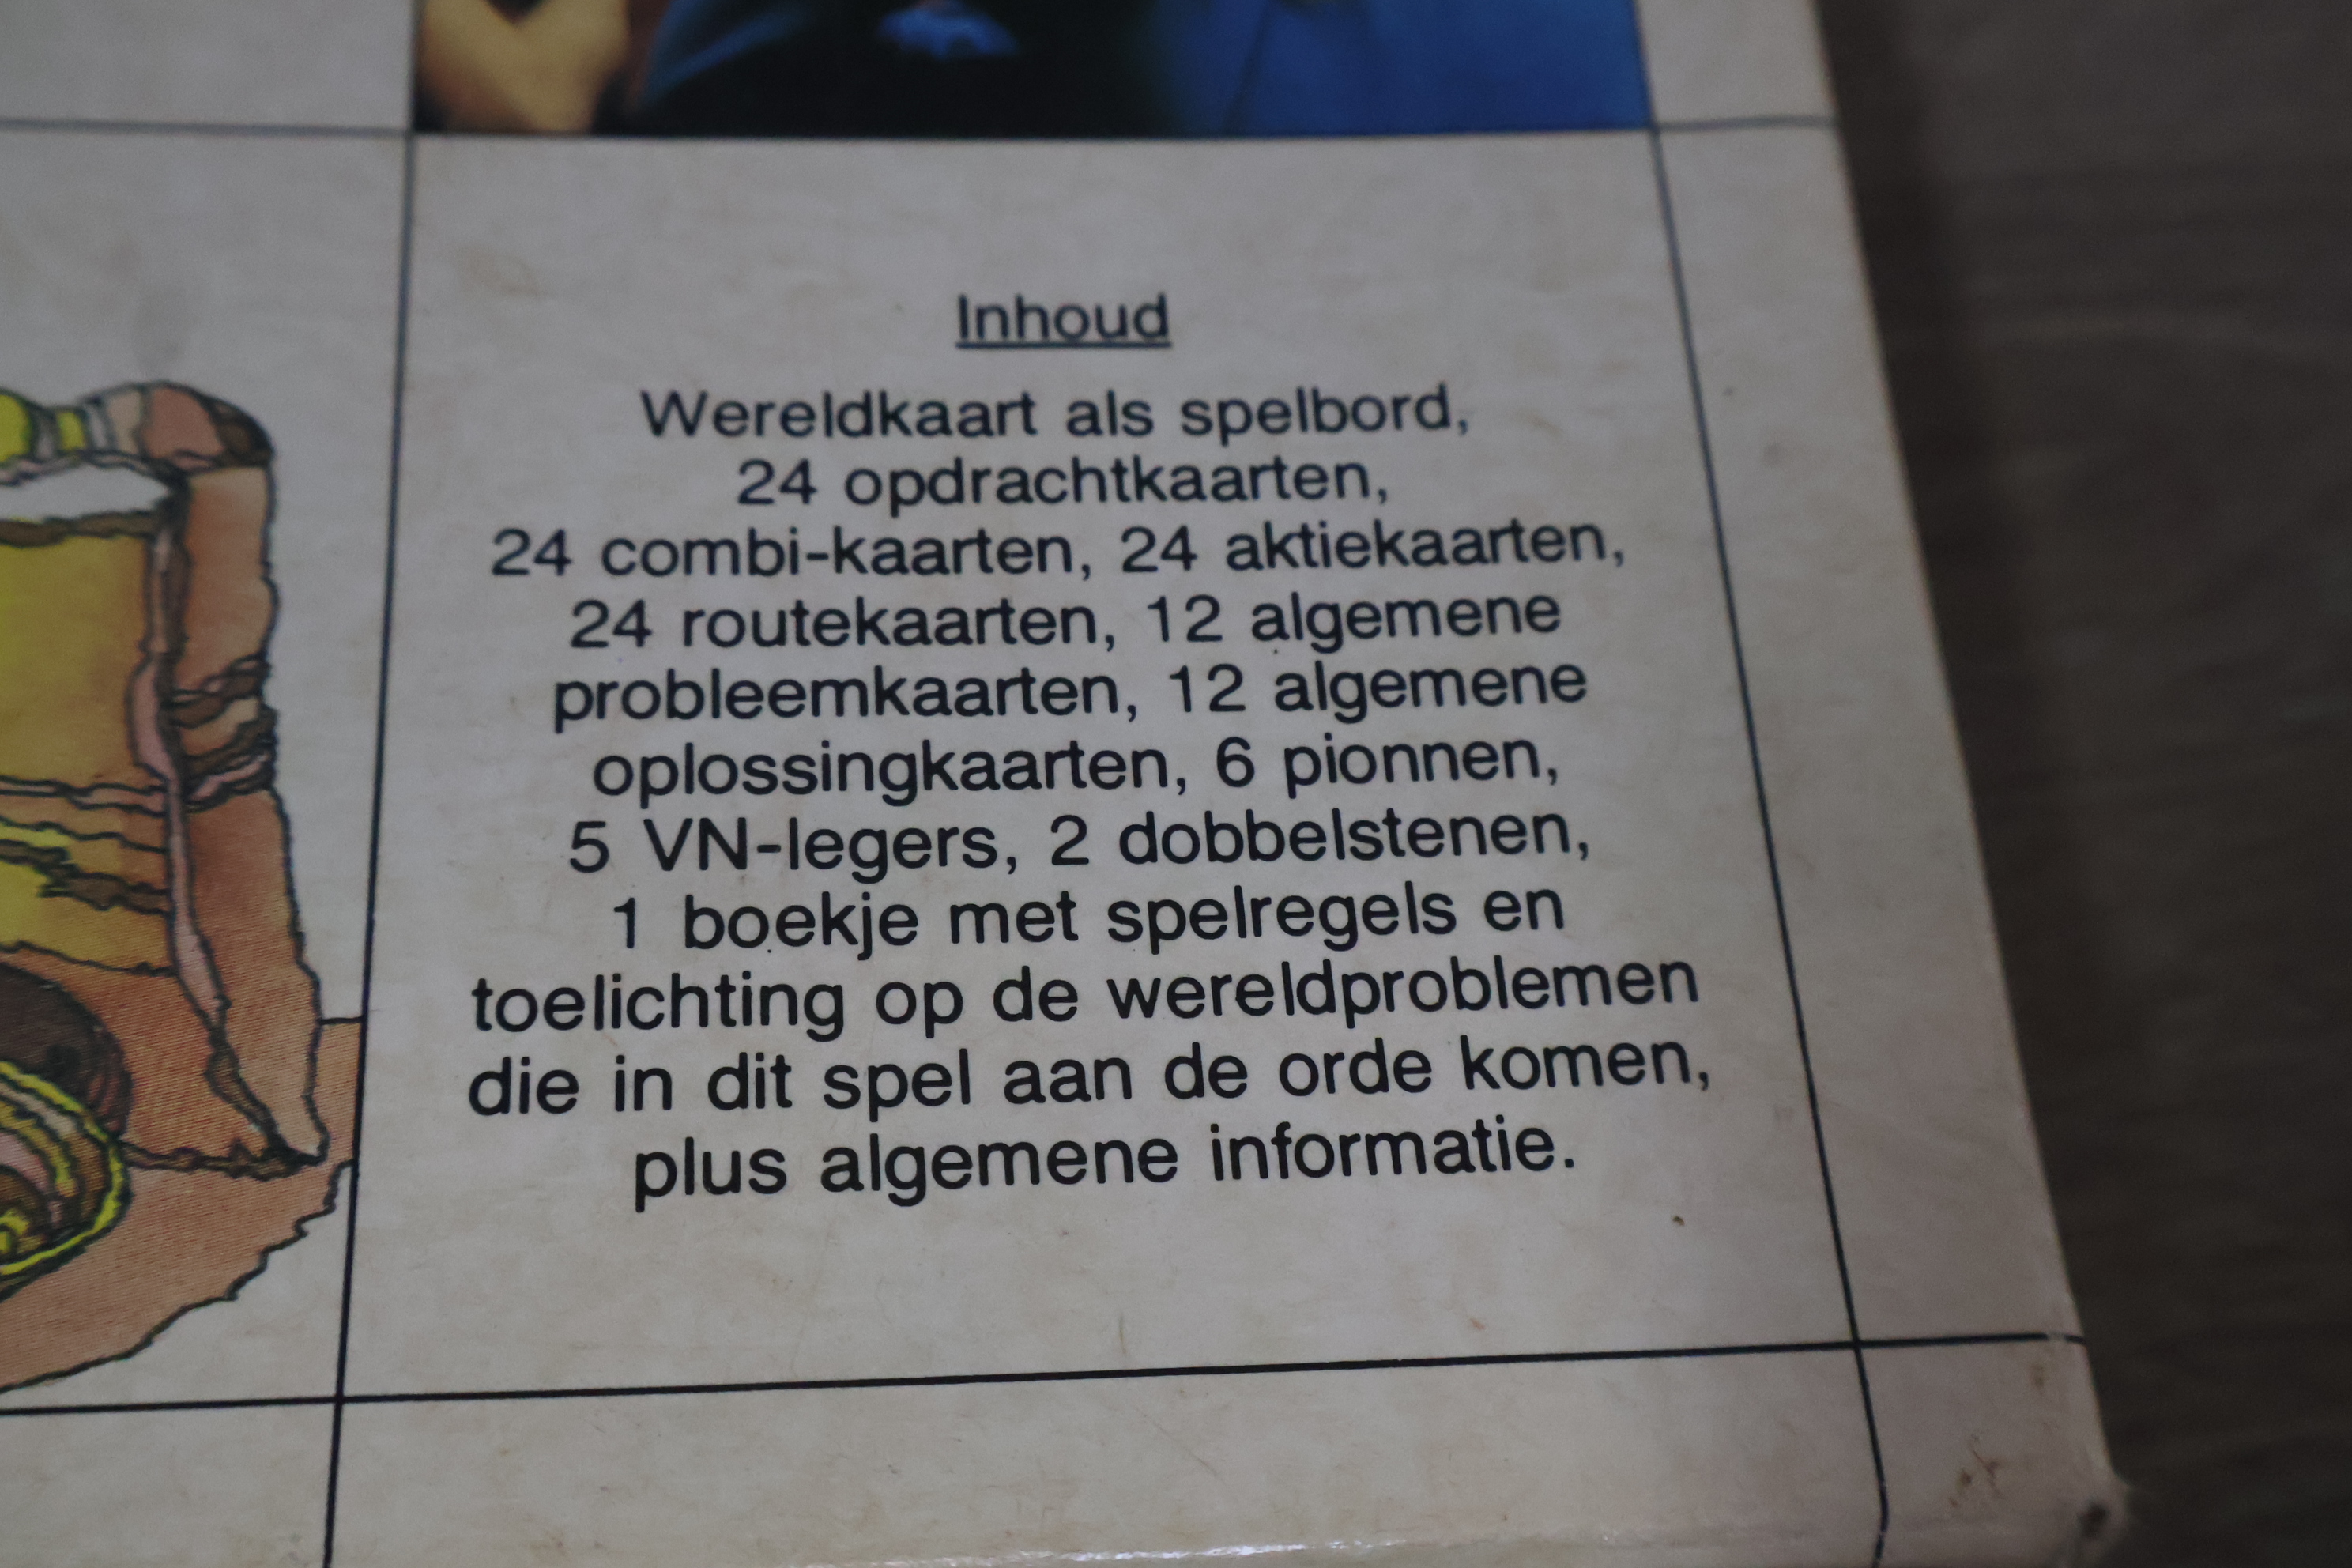 Inhoud
Wereldkaart als spelbord,
24 opdrachtkaarten,
24 combi-kaarten, 24 aktiekaarten,
24 routekaarten, 12 algemene
probleemkaarten, 12 algemene
oplossingkaarten, 6 pionnen,
5 VN-legers, 2 dobbelstenen,
1 boekje met spelregels en
toelichting op de wereldproblemen
die in dit spel aan de orde komen,
plus algemene informatie.